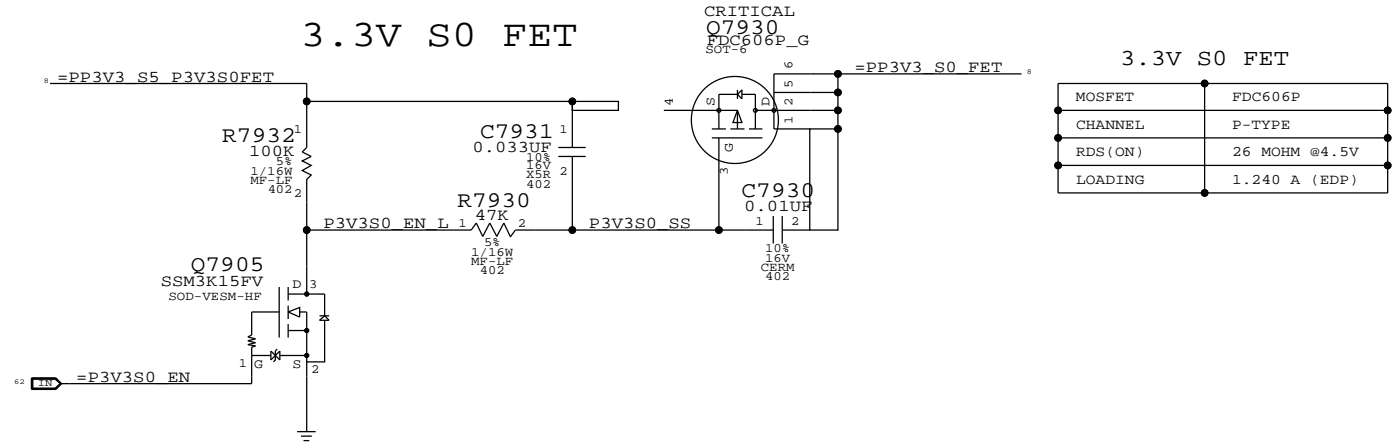 3.3V S0 FET
CRITICAL
Q7930
FDC606P_G
SOT-6
8
=PP3V3_S5_P3V3S0FET
=PP3V3_S0_FET
8
6
5
2
1
4
S
D
G
3
R7932
100K
5%
1/16W
MF-LF
402
1
2
C7931
0.033UF
10%
16V
X5R
402
1
2
P3V3S0_EN_L
R7930
47K
1
2
5%
1/16W
MF-LF
402
P3V3S0_SS
C7930
0.01UF
1
2
10%
16V
CERM
402
Q7905
SSM3K15FV
SOD-VESM-HF
D
3
1
G
S
2
62
IN
=P3V3S0_EN
3.3V S0 FET
MOSFET FDC606P
CHANNEL P-TYPE
RDS(ON) 26 MOHM @4.5V
LOADING 1.240 A (EDP)